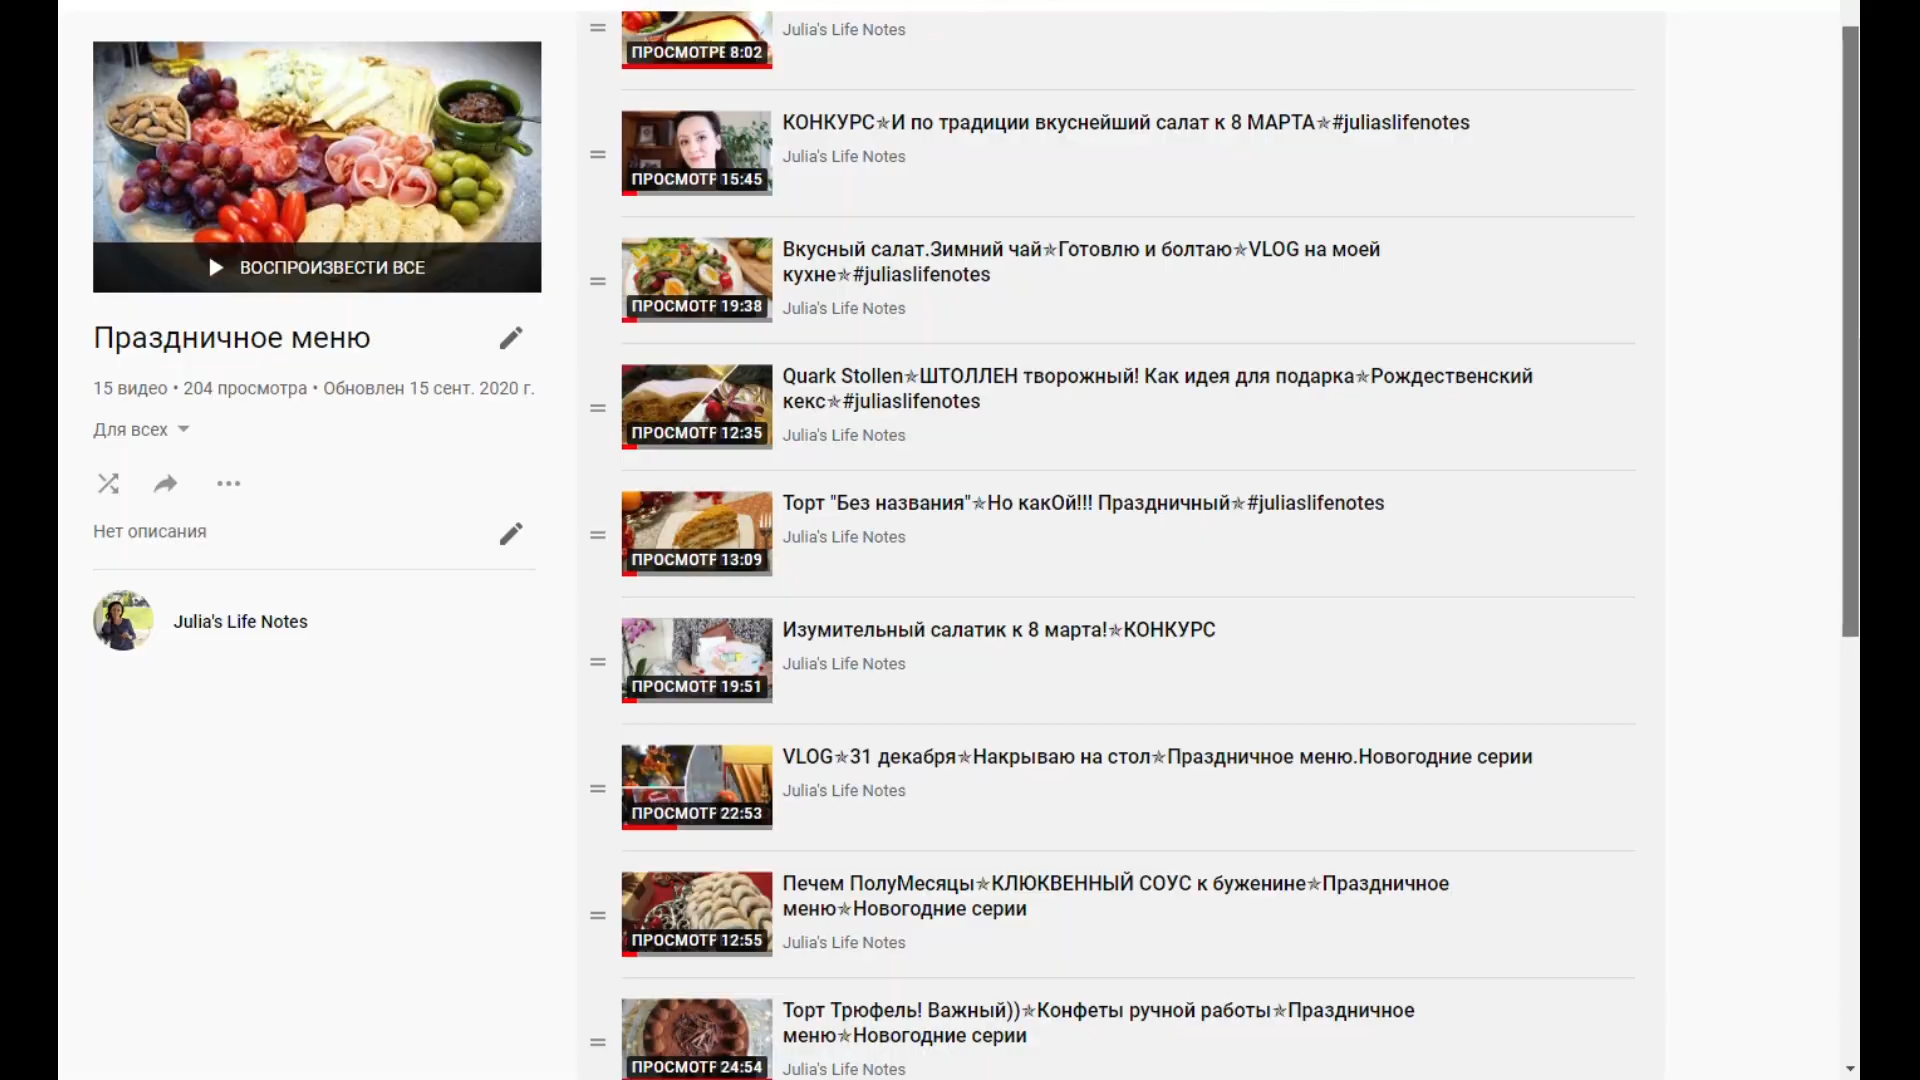 ВОСПРОИЗВЕСТИ ВСЕ
Праздничное меню
15 видео • 204 просмотра • Обновлен 15 сент. 2020 г.
Для всех
Нет описания
Julia's Life Notes
ПРОСМОТРЕ 8:02
Julia's Life Notes
ПРОСМОТР 15:45
КОНКУРС✯И по традиции вкуснейший салат к 8 МАРТА✯#juliaslifenotes
Julia's Life Notes
ПРОСМОТР 19:38
Вкусный салат.Зимний чай✯Готовлю и болтаю✯VLOG на моей
кухне✯#juliaslifenotes
Julia's Life Notes
ПРОСМОТР 12:35
Quark Stollen✯ШТОЛЛЕН творожный! Как идея для подарка✯Рождественский
кекс✯#juliaslifenotes
Julia's Life Notes
ПРОСМОТР 13:09
Торт "Без названия"✯Но какОй!!! Праздничный✯#juliaslifenotes
Julia's Life Notes
ПРОСМОТР 19:51
Изумительный салатик к 8 марта!✯КОНКУРС
Julia's Life Notes
ПРОСМОТР 22:53
VLOG✯31 декабря✯Накрываю на стол✯Праздничное меню.Новогодние серии
Julia's Life Notes
ПРОСМОТР 12:55
Печем ПолуМесяцы✯КЛЮКВЕННЫЙ СОУС к буженине✯Праздничное
меню✯Новогодние серии
Julia's Life Notes
ПРОСМОТР 24:54
Торт Трюфель! Важный))✯Конфеты ручной работы✯Праздничное
меню✯Новогодние серии
Julia's Life Notes